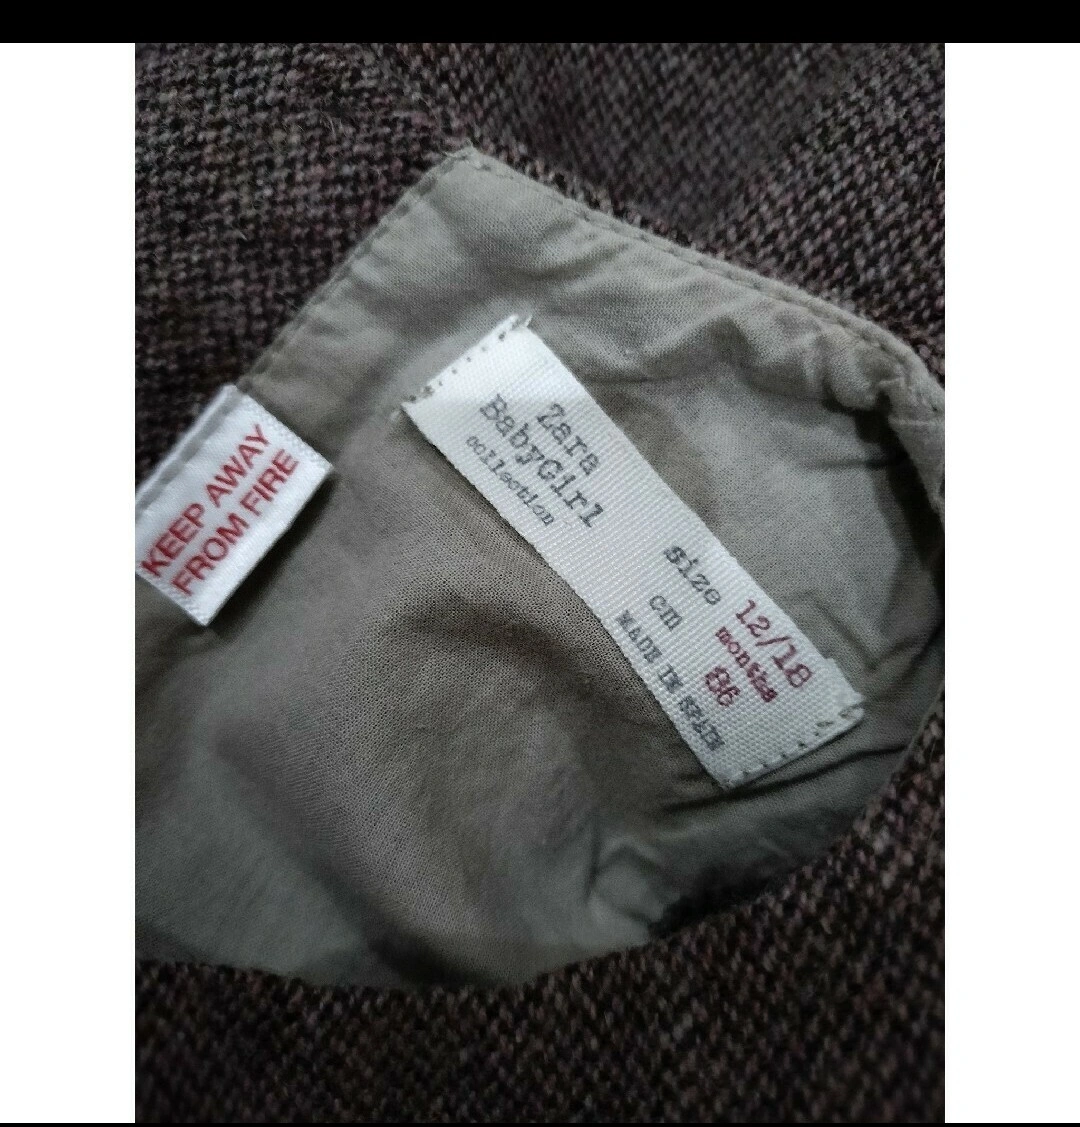 KEEP AWAY
FROM FIRE
Zara
BabyGirl
collection
size 12/18
months
cm 86
MADE IN SPAIN